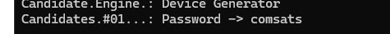 Candidate.Engine.: Device Generator
Candidates.#01...: Password -> comsats